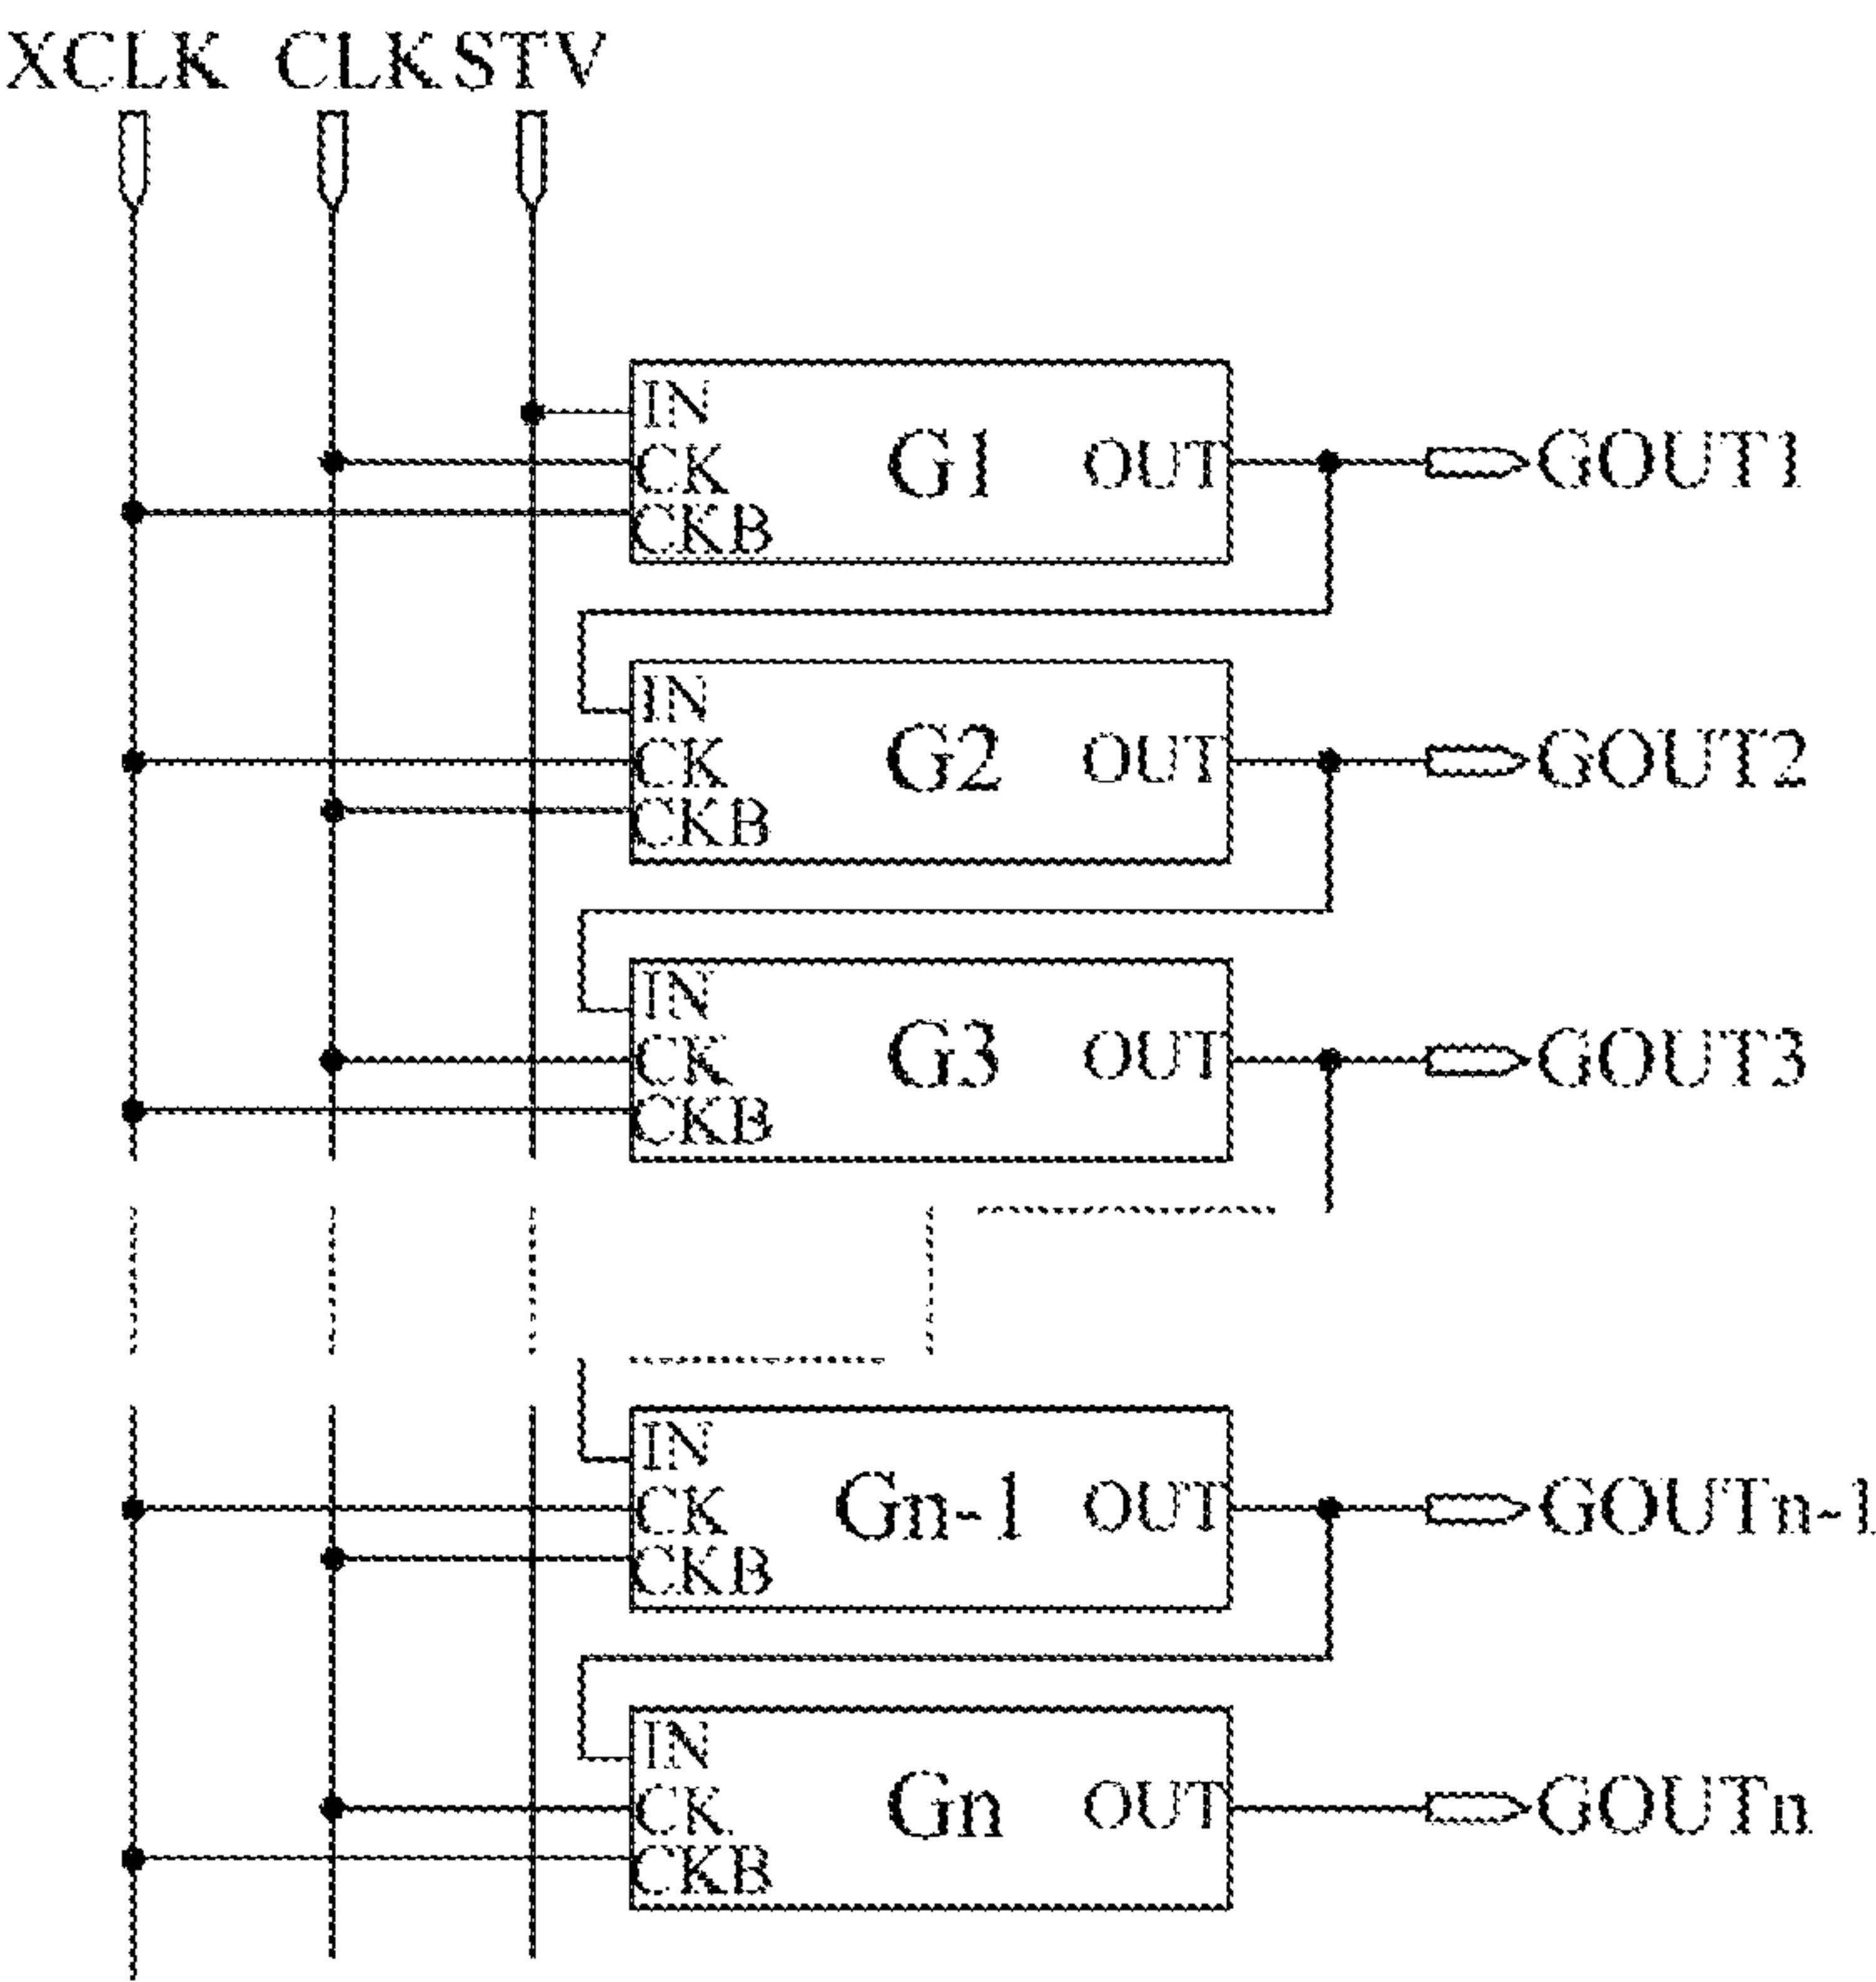 XCLK CLK STV
IN
CK G1 OUT GOUT1
CKB
IN
CK G2 OUT GOUT2
CKB
IN
CK G3 OUT GOUT3
CKB
IN
CK Gn-1 OUT GOUTn-1
CKB
IN
CK Gn OUT GOUTn
CKB